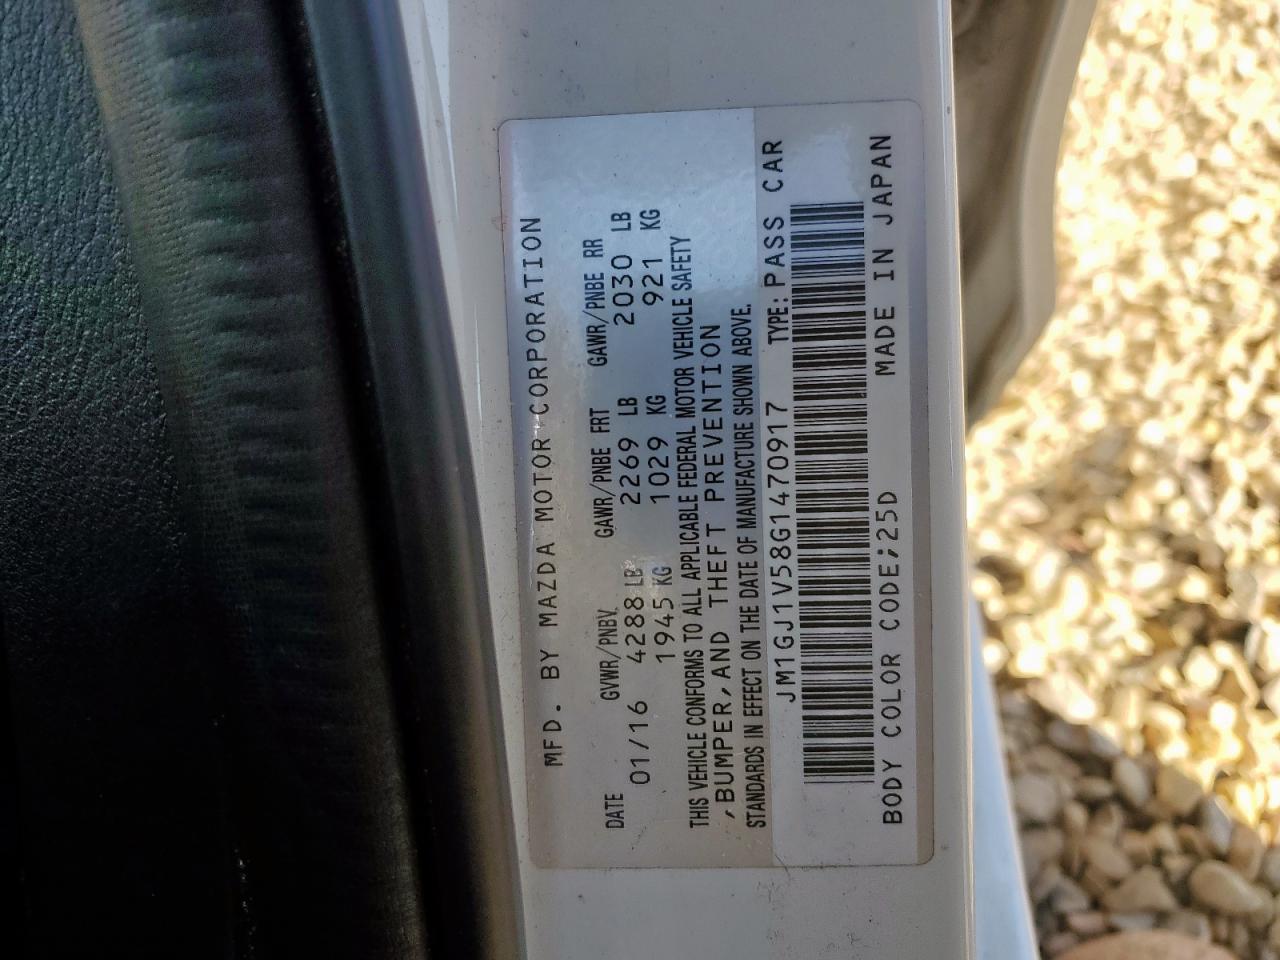 MFD. BY MAZDA MOTOR CORPORATION
DATE GVWR/PNBV GAWR/PNBE FRT GAWR/PNBE RR
01/16 4288 LB 2269 LB 2030 LB
1945 KG 1029 KG 921 KG
THIS VEHICLE CONFORMS TO ALL APPLICABLE FEDERAL MOTOR VEHICLE SAFETY
,BUMPER,AND THEFT PREVENTION
STANDARDS IN EFFECT ON THE DATE OF MANUFACTURE SHOWN ABOVE.
JM1GJ1V58G1470917 TYPE: PASS CAR
BODY COLOR CODE;25D MADE IN JAPAN